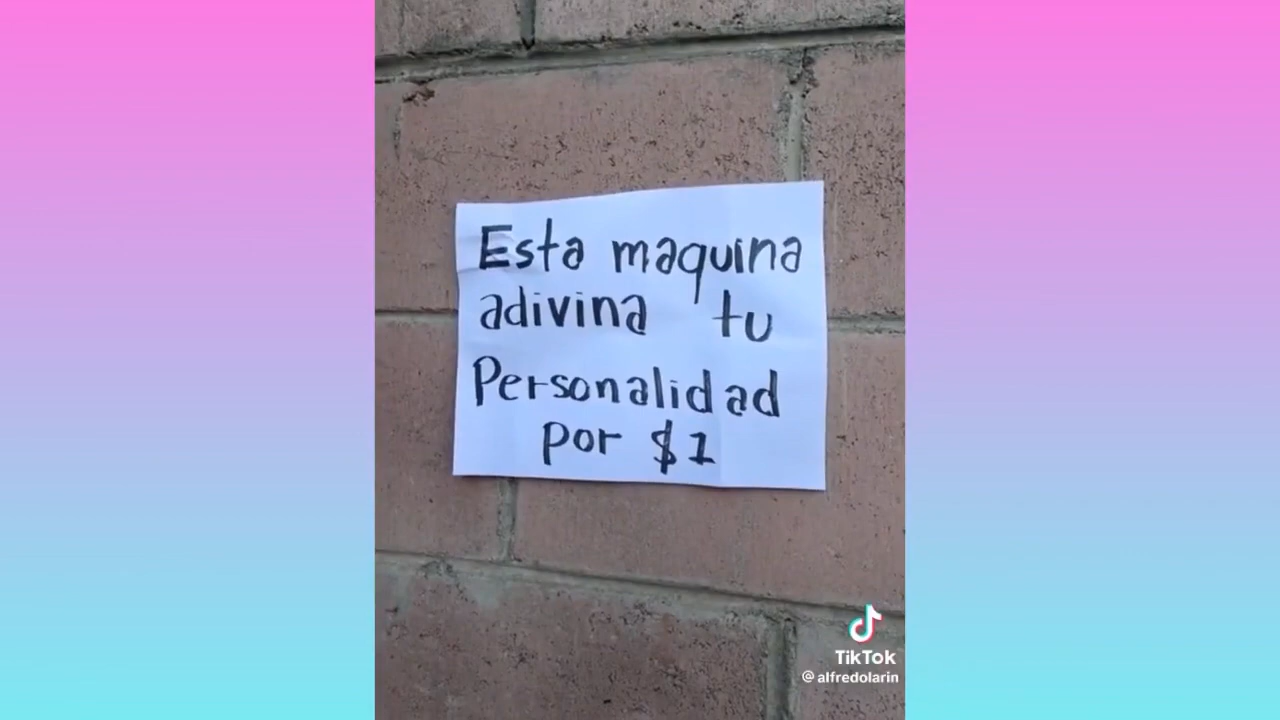 Esta maquina
adivina tu
Personalidad
por $1
TikTok
@alfredolarin